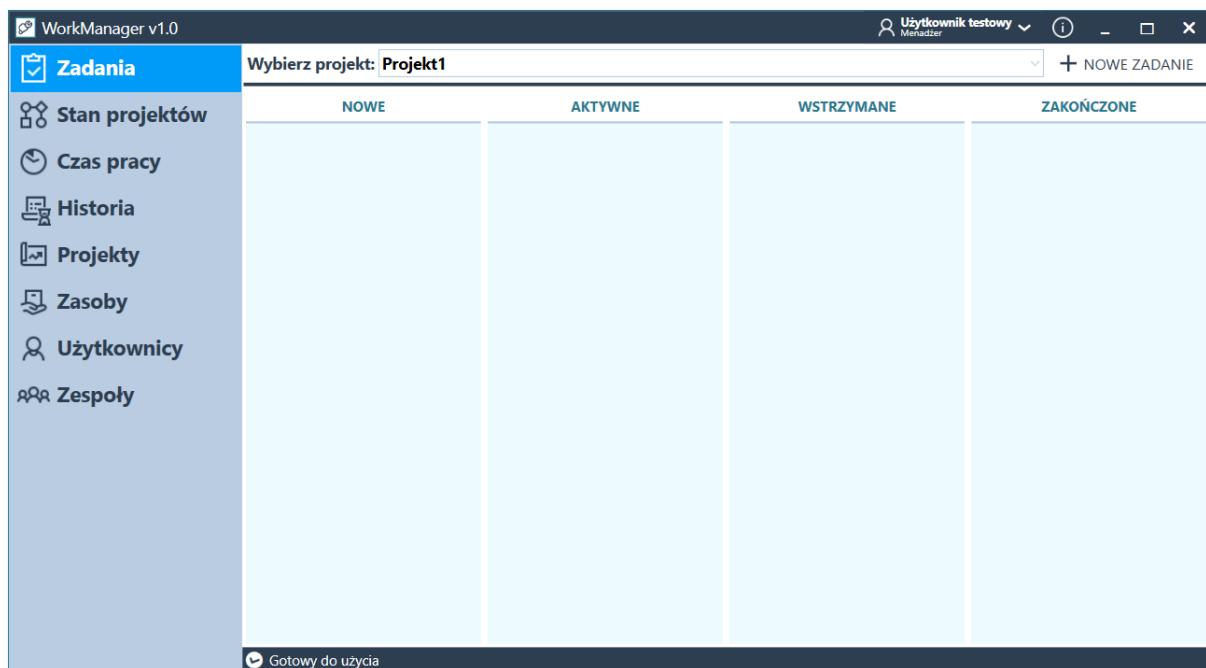 WorkManager v1.0
Użytkownik testowy
Menadżer
Zadania
Stan projektów
Czas pracy
Historia
Projekty
Zasoby
Użytkownicy
Zespoły
Wybierz projekt: Projekt1
NOWE ZADANIE
NOWE
AKTYWNE
WSTRZYMANE
ZAKOŃCZONE
Gotowy do użycia